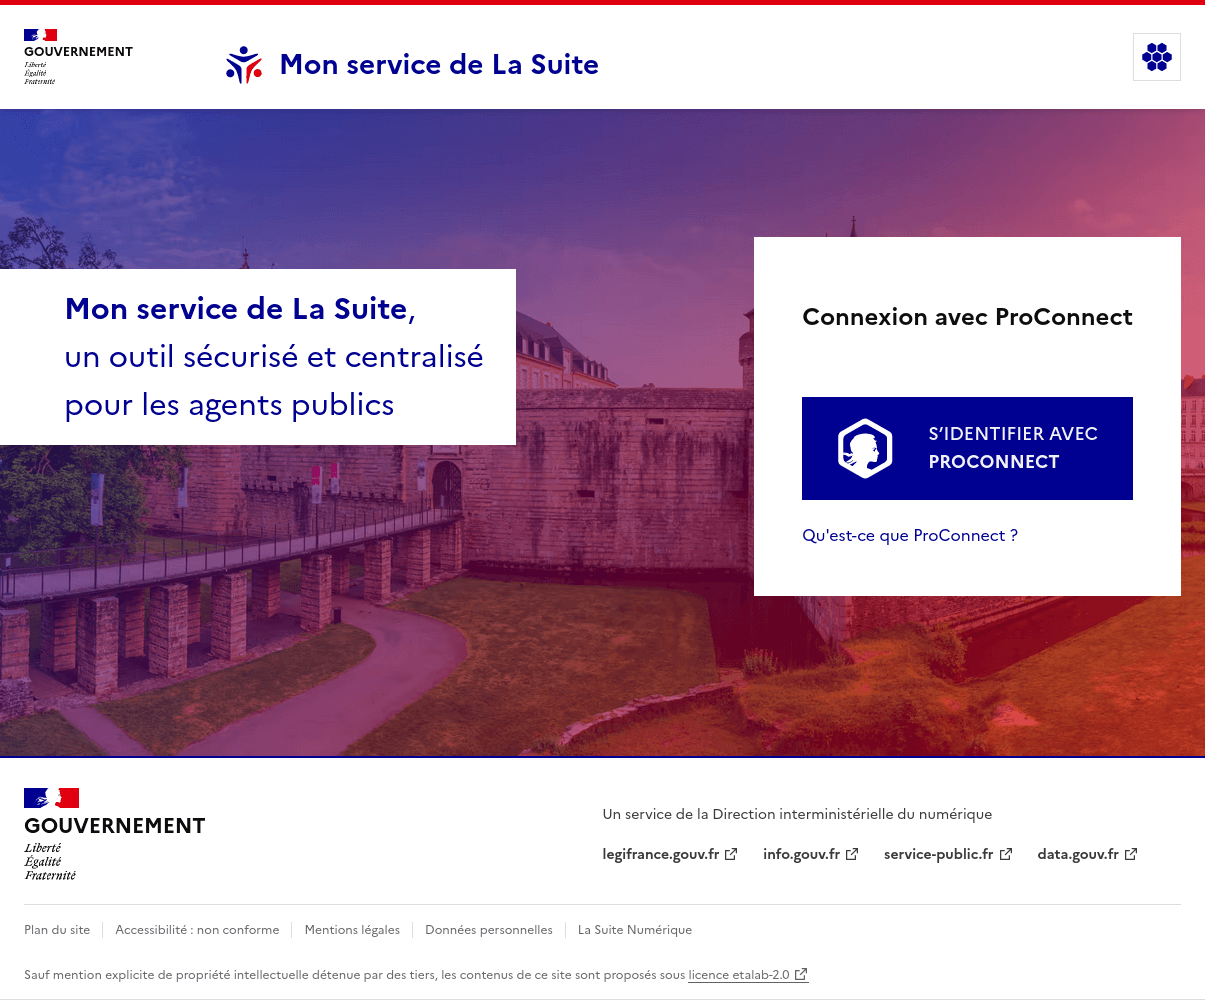 GOUVERNEMENT
Liberté
Égalité
Fraternité
Mon service de La Suite
Mon service de La Suite,
un outil sécurisé et centralisé
pour les agents publics
Connexion avec ProConnect
S’IDENTIFIER AVEC
PROCONNECT
Qu'est-ce que ProConnect ?
GOUVERNEMENT
Liberté
Égalité
Fraternité
Un service de la Direction interministérielle du numérique
legifrance.gouv.fr info.gouv.fr service-public.fr data.gouv.fr
Plan du site Accessibilité : non conforme Mentions légales Données personnelles La Suite Numérique
Sauf mention explicite de propriété intellectuelle détenue par des tiers, les contenus de ce site sont proposés sous licence etalab-2.0